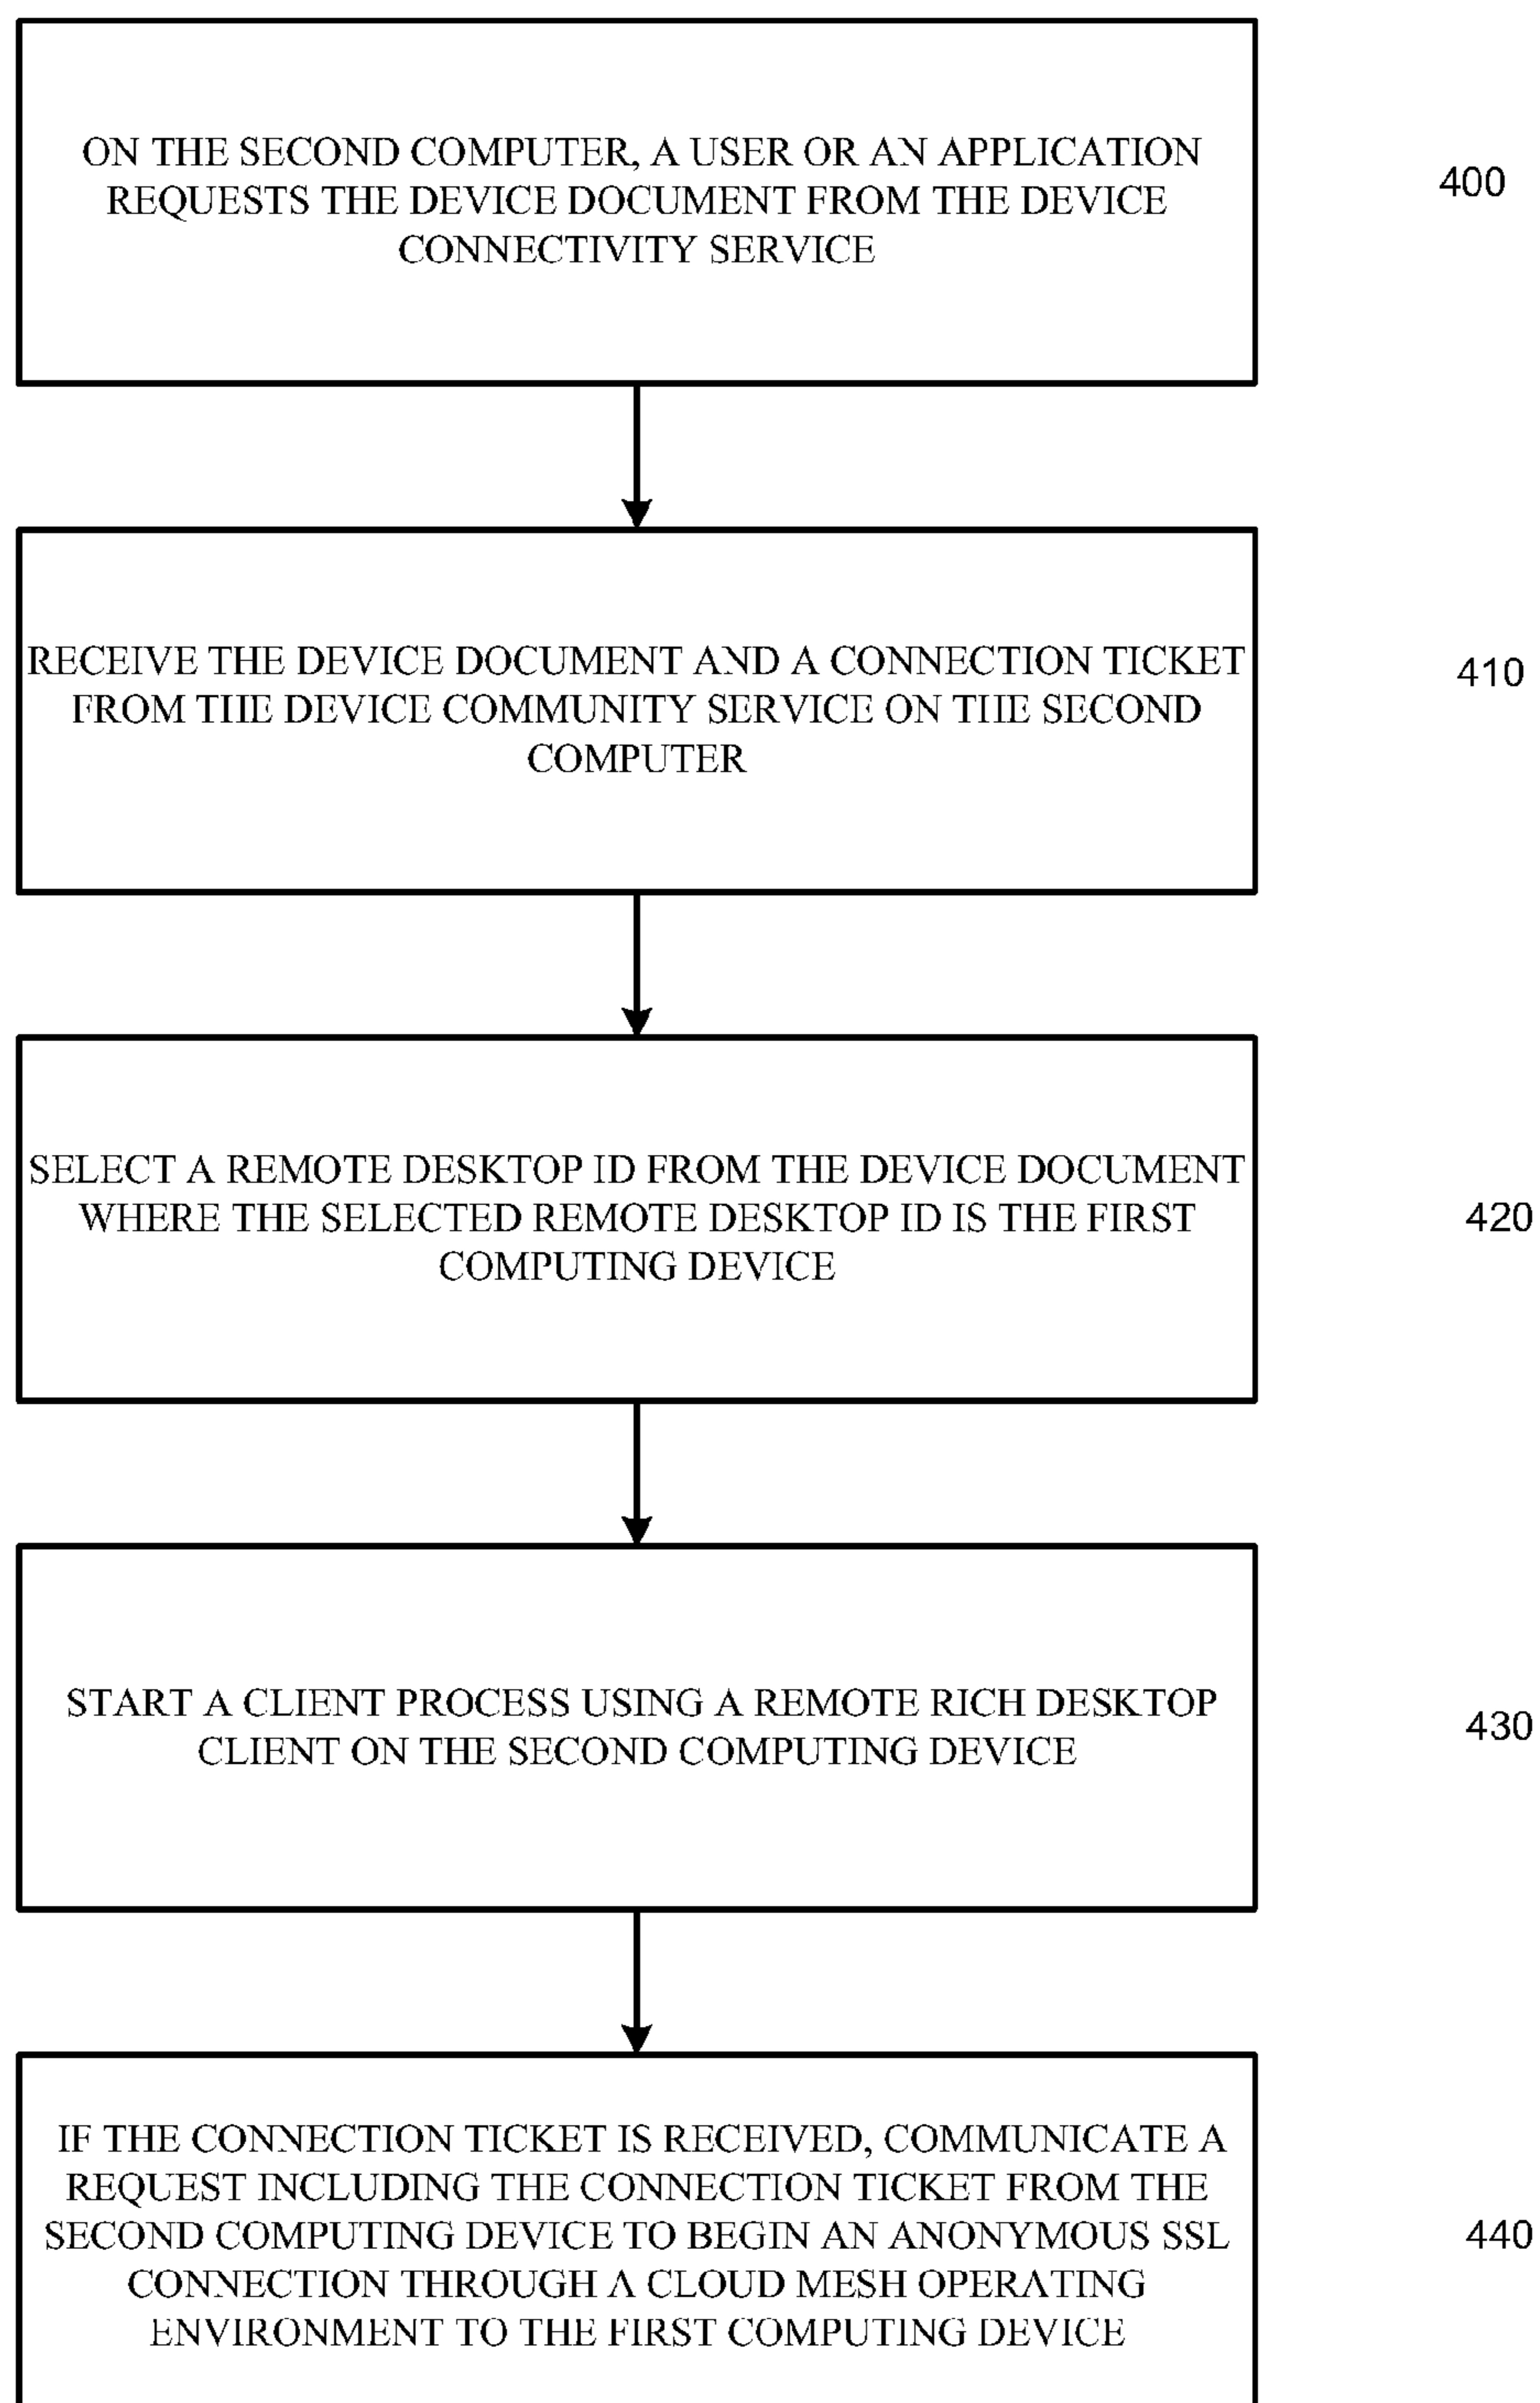 ON THE SECOND COMPUTER, A USER OR AN APPLICATION
REQUESTS THE DEVICE DOCUMENT FROM THE DEVICE
CONNECTIVITY SERVICE
400
RECEIVE THE DEVICE DOCUMENT AND A CONNECTION TICKET
FROM THE DEVICE COMMUNITY SERVICE ON THE SECOND
COMPUTER
410
SELECT A REMOTE DESKTOP ID FROM THE DEVICE DOCUMENT
WHERE THE SELECTED REMOTE DESKTOP ID IS THE FIRST
COMPUTING DEVICE
420
START A CLIENT PROCESS USING A REMOTE RICH DESKTOP
CLIENT ON THE SECOND COMPUTING DEVICE
430
IF THE CONNECTION TICKET IS RECEIVED, COMMUNICATE A
REQUEST INCLUDING THE CONNECTION TICKET FROM THE
SECOND COMPUTING DEVICE TO BEGIN AN ANONYMOUS SSL
CONNECTION THROUGH A CLOUD MESH OPERATING
ENVIRONMENT TO THE FIRST COMPUTING DEVICE
440